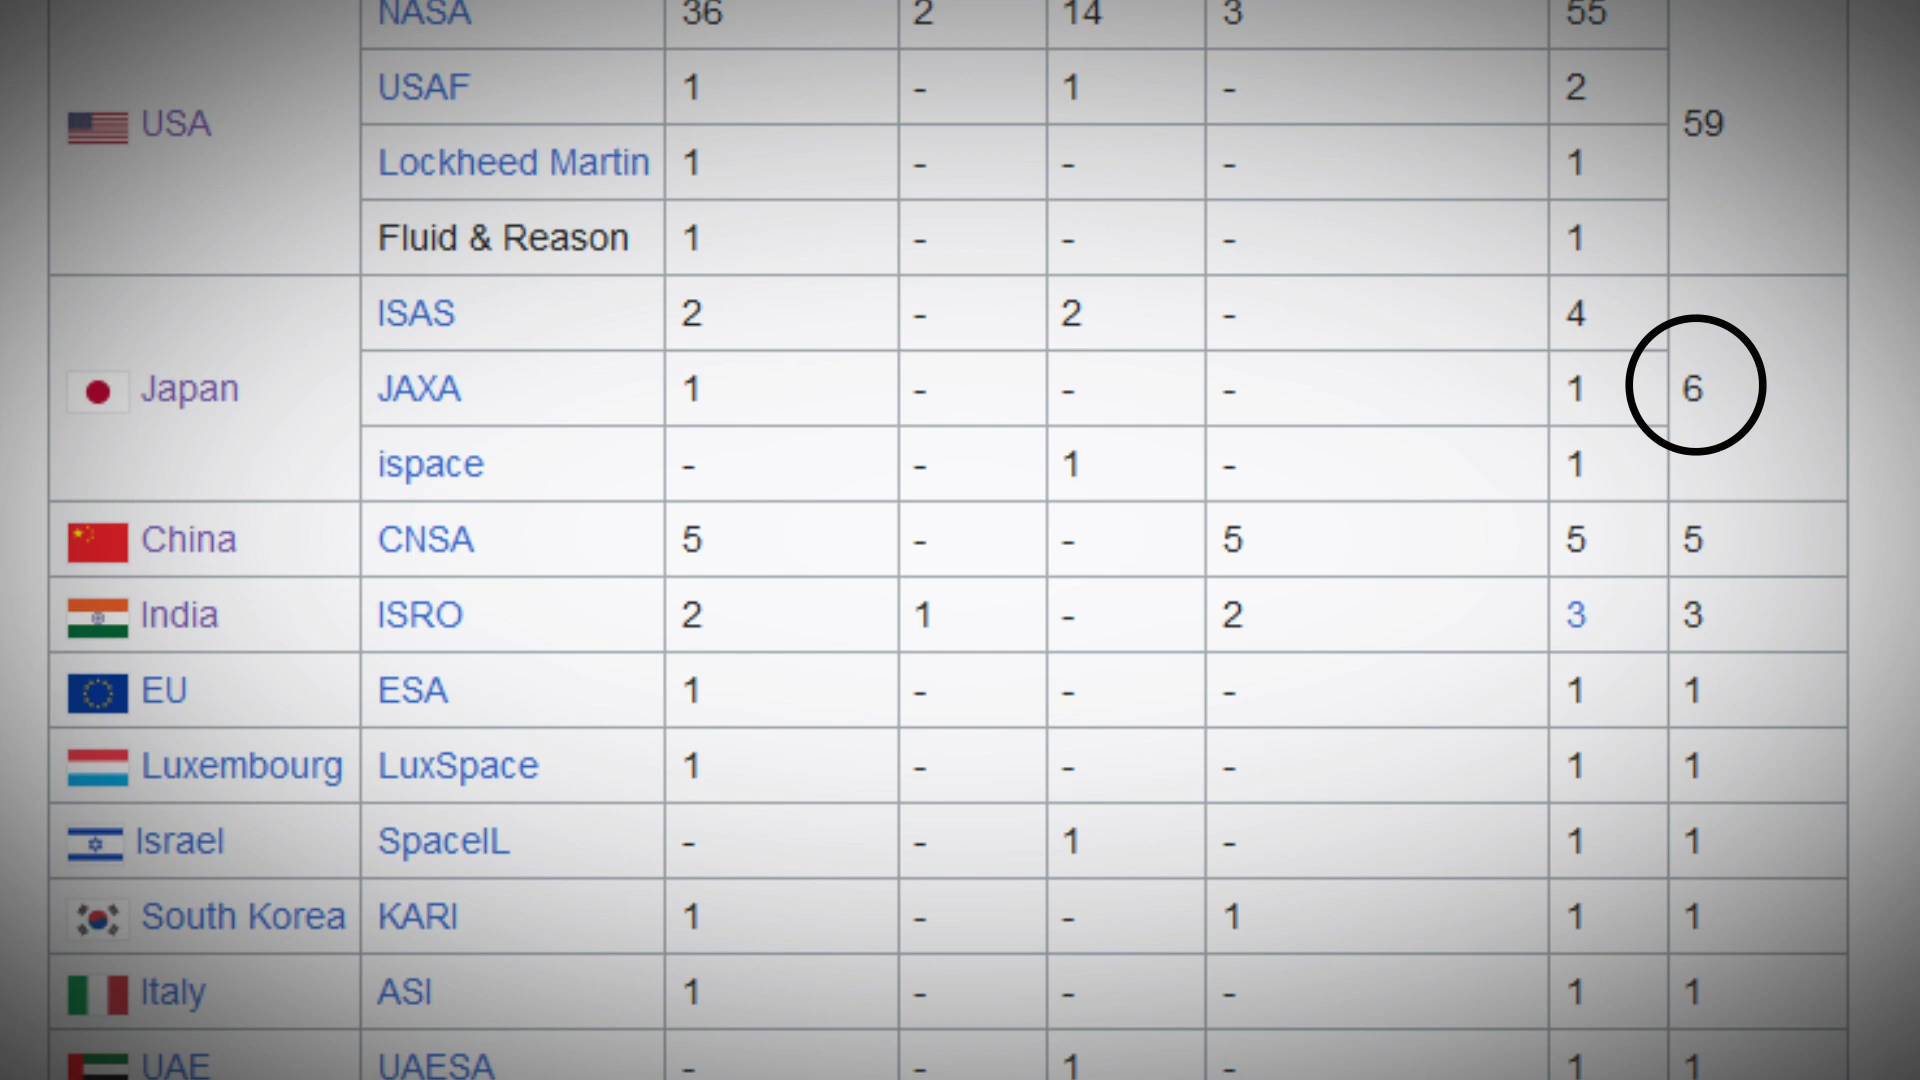 NASA 36 2 14 3 55
USAF 1 - 1 - 2
USA 59
Lockheed Martin 1 - - - 1
Fluid & Reason 1 - - - 1
ISAS 2 - 2 - 4
Japan JAXA 1 - - - 1 6
ispace - - 1 - 1
China CNSA 5 - - 5 5 5
India ISRO 2 1 - 2 3 3
EU ESA 1 - - - 1 1
Luxembourg LuxSpace 1 - - - 1 1
Israel SpaceIL - - 1 - 1 1
South Korea KARI 1 - - 1 1 1
Italy ASI 1 - - - 1 1
UAE UAESA - - 1 - 1 1